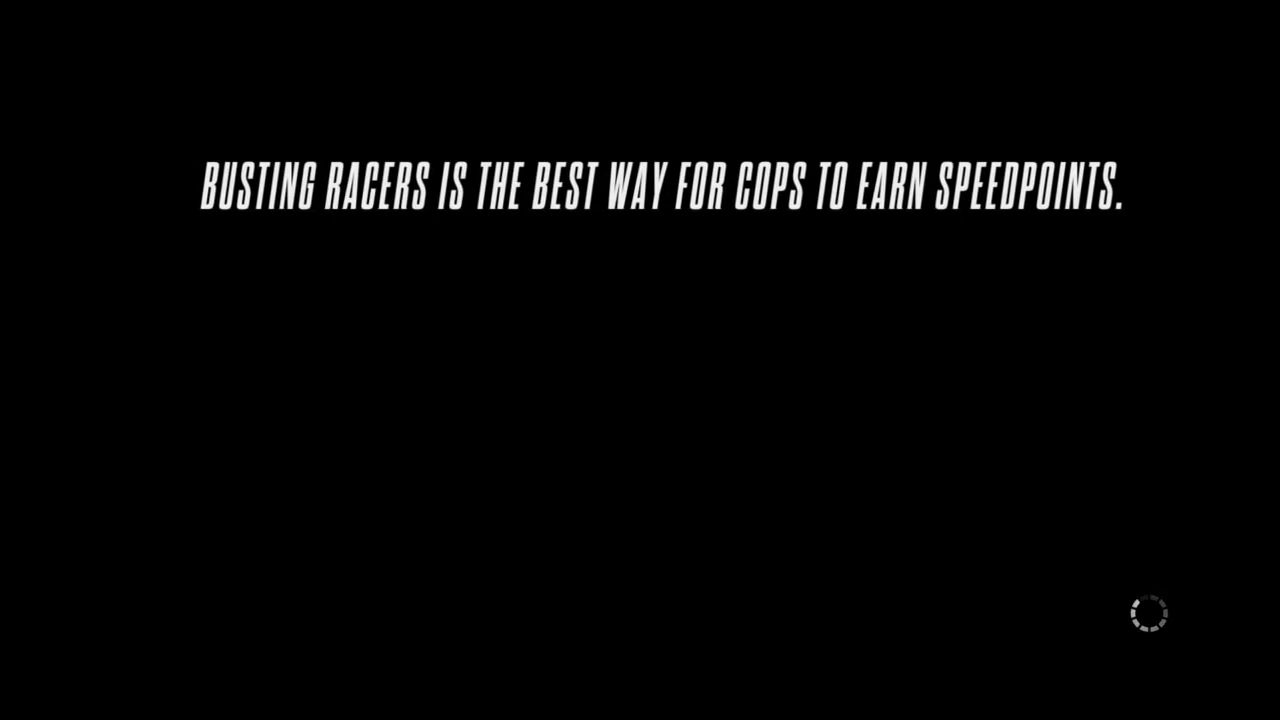 BUSTING RACERS IS THE BEST WAY FOR COPS TO EARN SPEEDPOINTS.